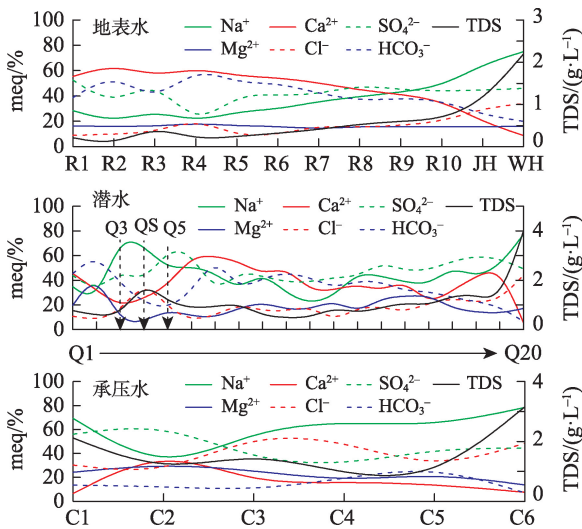 地表水
Na⁺ Ca²⁺ SO₄²⁻ TDS
Mg²⁺ Cl⁻ HCO₃⁻
meq/%
100
80
60
40
20
0
TDS/(g·L⁻¹)
3
2
1
0
R1 R2 R3 R4 R5 R6 R7 R8 R9 R10 JH WH
潜水
Na⁺ Ca²⁺ SO₄²⁻ TDS
Q3 QS Q5
Mg²⁺ Cl⁻ HCO₃⁻
meq/%
100
80
60
40
20
0
TDS/(g·L⁻¹)
4
2
1
0
Q1 Q20
承压水
Na⁺ Ca²⁺ SO₄²⁻ TDS
Mg²⁺ Cl⁻ HCO₃⁻
meq/%
100
80
60
40
20
0
TDS/(g·L⁻¹)
4
2
1
0
C1 C2 C3 C4 C5 C6